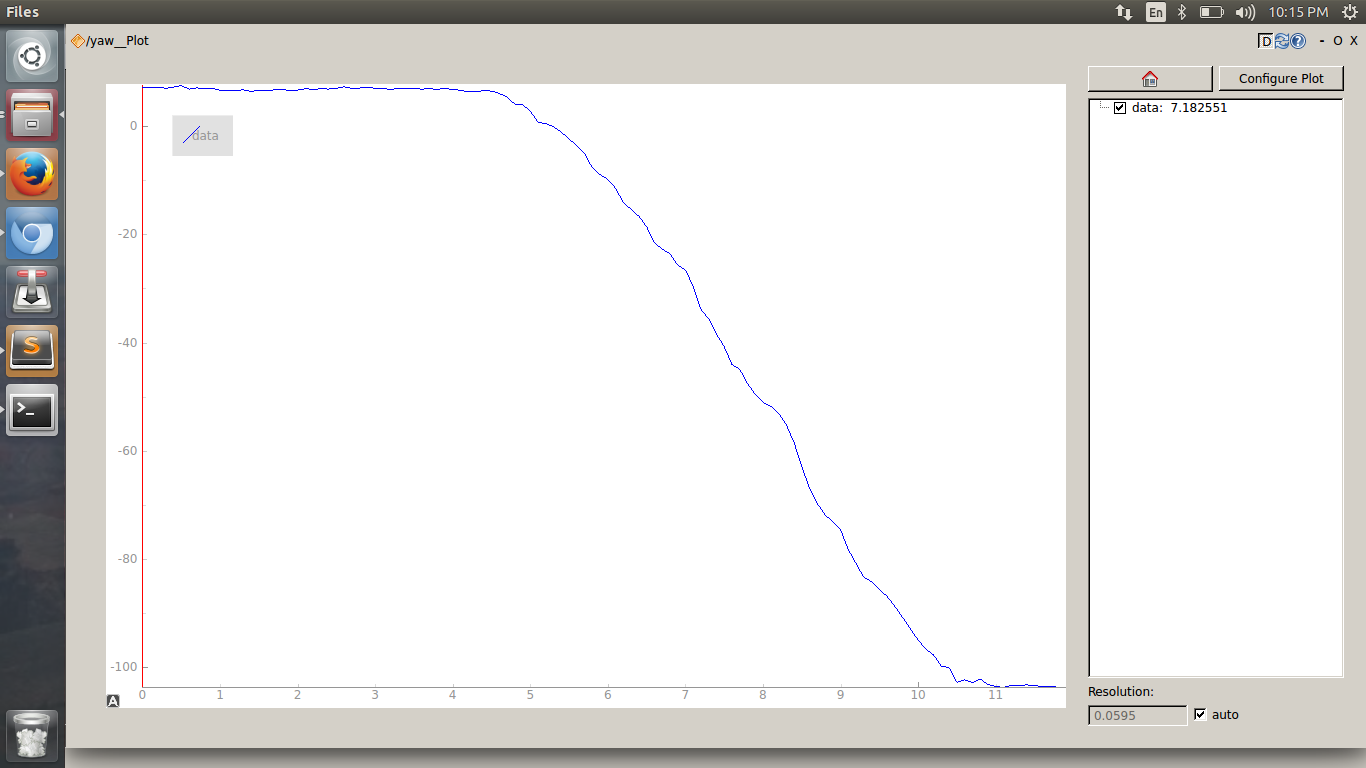 Files
En
10:15 PM
/yaw__Plot
D
?
- O X
Configure Plot
data: 7.182551
data
0
-20
-40
-60
-80
-100
0 1 2 3 4 5 6 7 8 9 10 11
A
S
>_
Resolution:
0.0595
auto